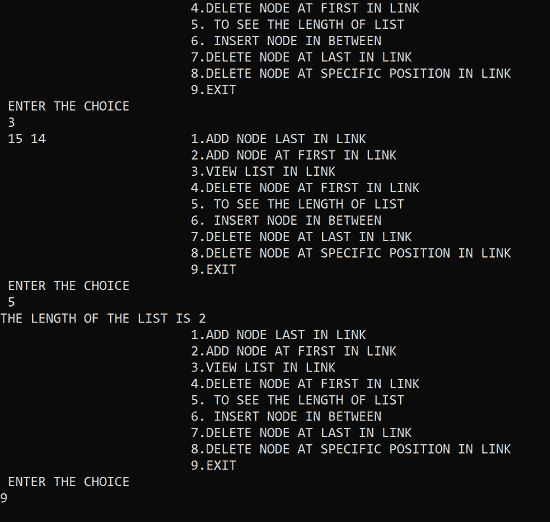 4.DELETE NODE AT FIRST IN LINK
5. TO SEE THE LENGTH OF LIST
6. INSERT NODE IN BETWEEN
7.DELETE NODE AT LAST IN LINK
8.DELETE NODE AT SPECIFIC POSITION IN LINK
9.EXIT
ENTER THE CHOICE
3
15 14 1.ADD NODE LAST IN LINK
2.ADD NODE AT FIRST IN LINK
3.VIEW LIST IN LINK
4.DELETE NODE AT FIRST IN LINK
5. TO SEE THE LENGTH OF LIST
6. INSERT NODE IN BETWEEN
7.DELETE NODE AT LAST IN LINK
8.DELETE NODE AT SPECIFIC POSITION IN LINK
9.EXIT
ENTER THE CHOICE
5
THE LENGTH OF THE LIST IS 2
1.ADD NODE LAST IN LINK
2.ADD NODE AT FIRST IN LINK
3.VIEW LIST IN LINK
4.DELETE NODE AT FIRST IN LINK
5. TO SEE THE LENGTH OF LIST
6. INSERT NODE IN BETWEEN
7.DELETE NODE AT LAST IN LINK
8.DELETE NODE AT SPECIFIC POSITION IN LINK
9.EXIT
ENTER THE CHOICE
9